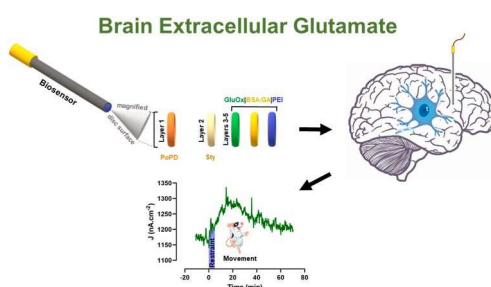 Brain Extracellular Glutamate
Biosensor
magnified
disc surface
Layer 1
Layer 2
Layers 3-5
GluOx|BSA:GA|PEI
PoPD
Sty
J (nA.cm-2)
1350
1300
1250
1200
1150
1100
Restraint
Movement
-20
0
20
40
60
80
Time (min)